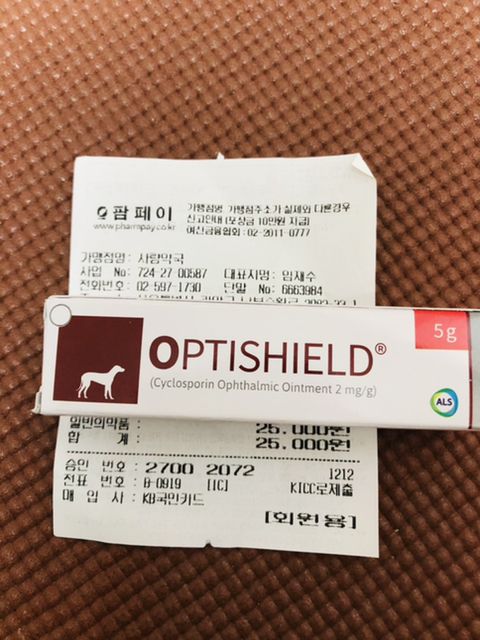 팜페이
www.pharmpay.co.kr
가맹점명 가맹점주소가 실제와 다른경우
신고안내 (포상금 10만원 지급)
여신금융협회 : 02-2011-0777
가맹점명: 사랑약국
사업 No: 724-27 00587 대표자명: 임재수
전화번호: 02-597-1730 단말 No: 6663984
OPTISHIELD®
(Cyclosporin Ophthalmic Ointment 2 mg/g)
5g
ALS
일반의약품 : 25,000원
합 계 : 25,000원
승인 번호 : 2700 2072 1212
전표 번호 : 8-0919 [IC] KICC로제출
매 입 사 : KB국민카드
[회원용]